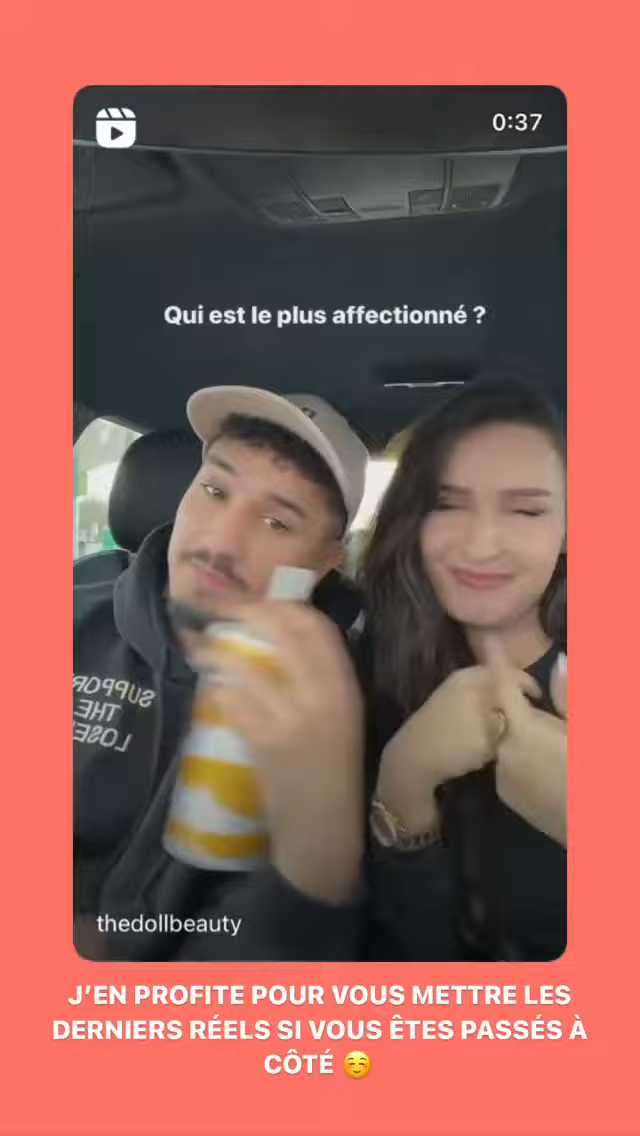 0:37
Qui est le plus affectionné ?
SUPPOR
THE
LOSE
thedollbeauty
J'EN PROFITE POUR VOUS METTRE LES
DERNIERS RÉELS SI VOUS ÊTES PASSÉS À
CÔTÉ ☺️